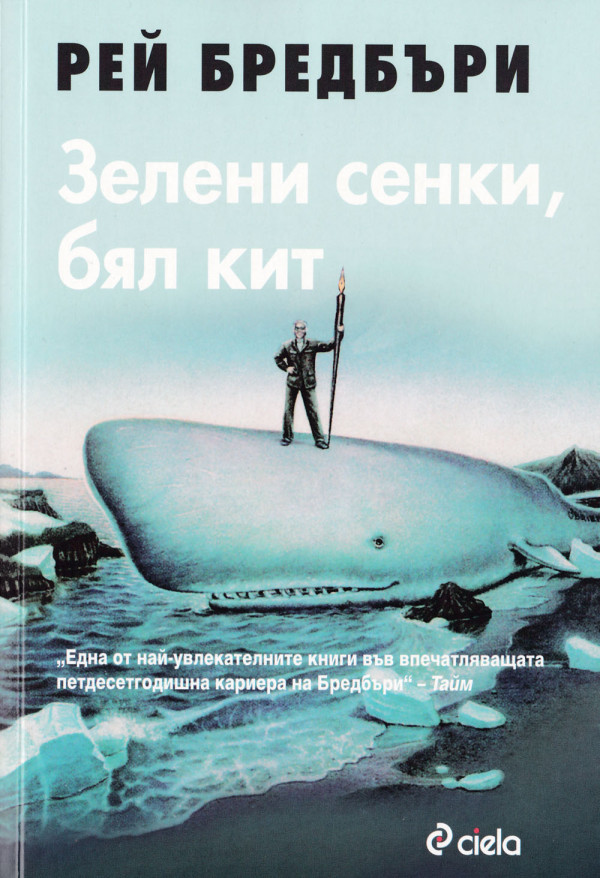 РЕЙ БРЕДБЪРИ
Зелени сенки,
бял кит
„Една от най-увлекателните книги във впечатляващата
петдесетгодишна кариера на Бредбъри“ – Тайм
ciela